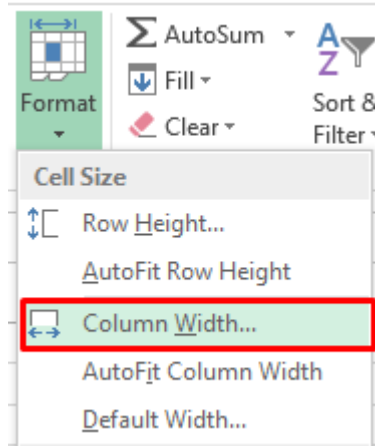 AutoSum
Fill
Format
Clear
A
Z
Sort &
Filter
Cell Size
Row Height...
AutoFit Row Height
Column Width...
AutoFit Column Width
Default Width...